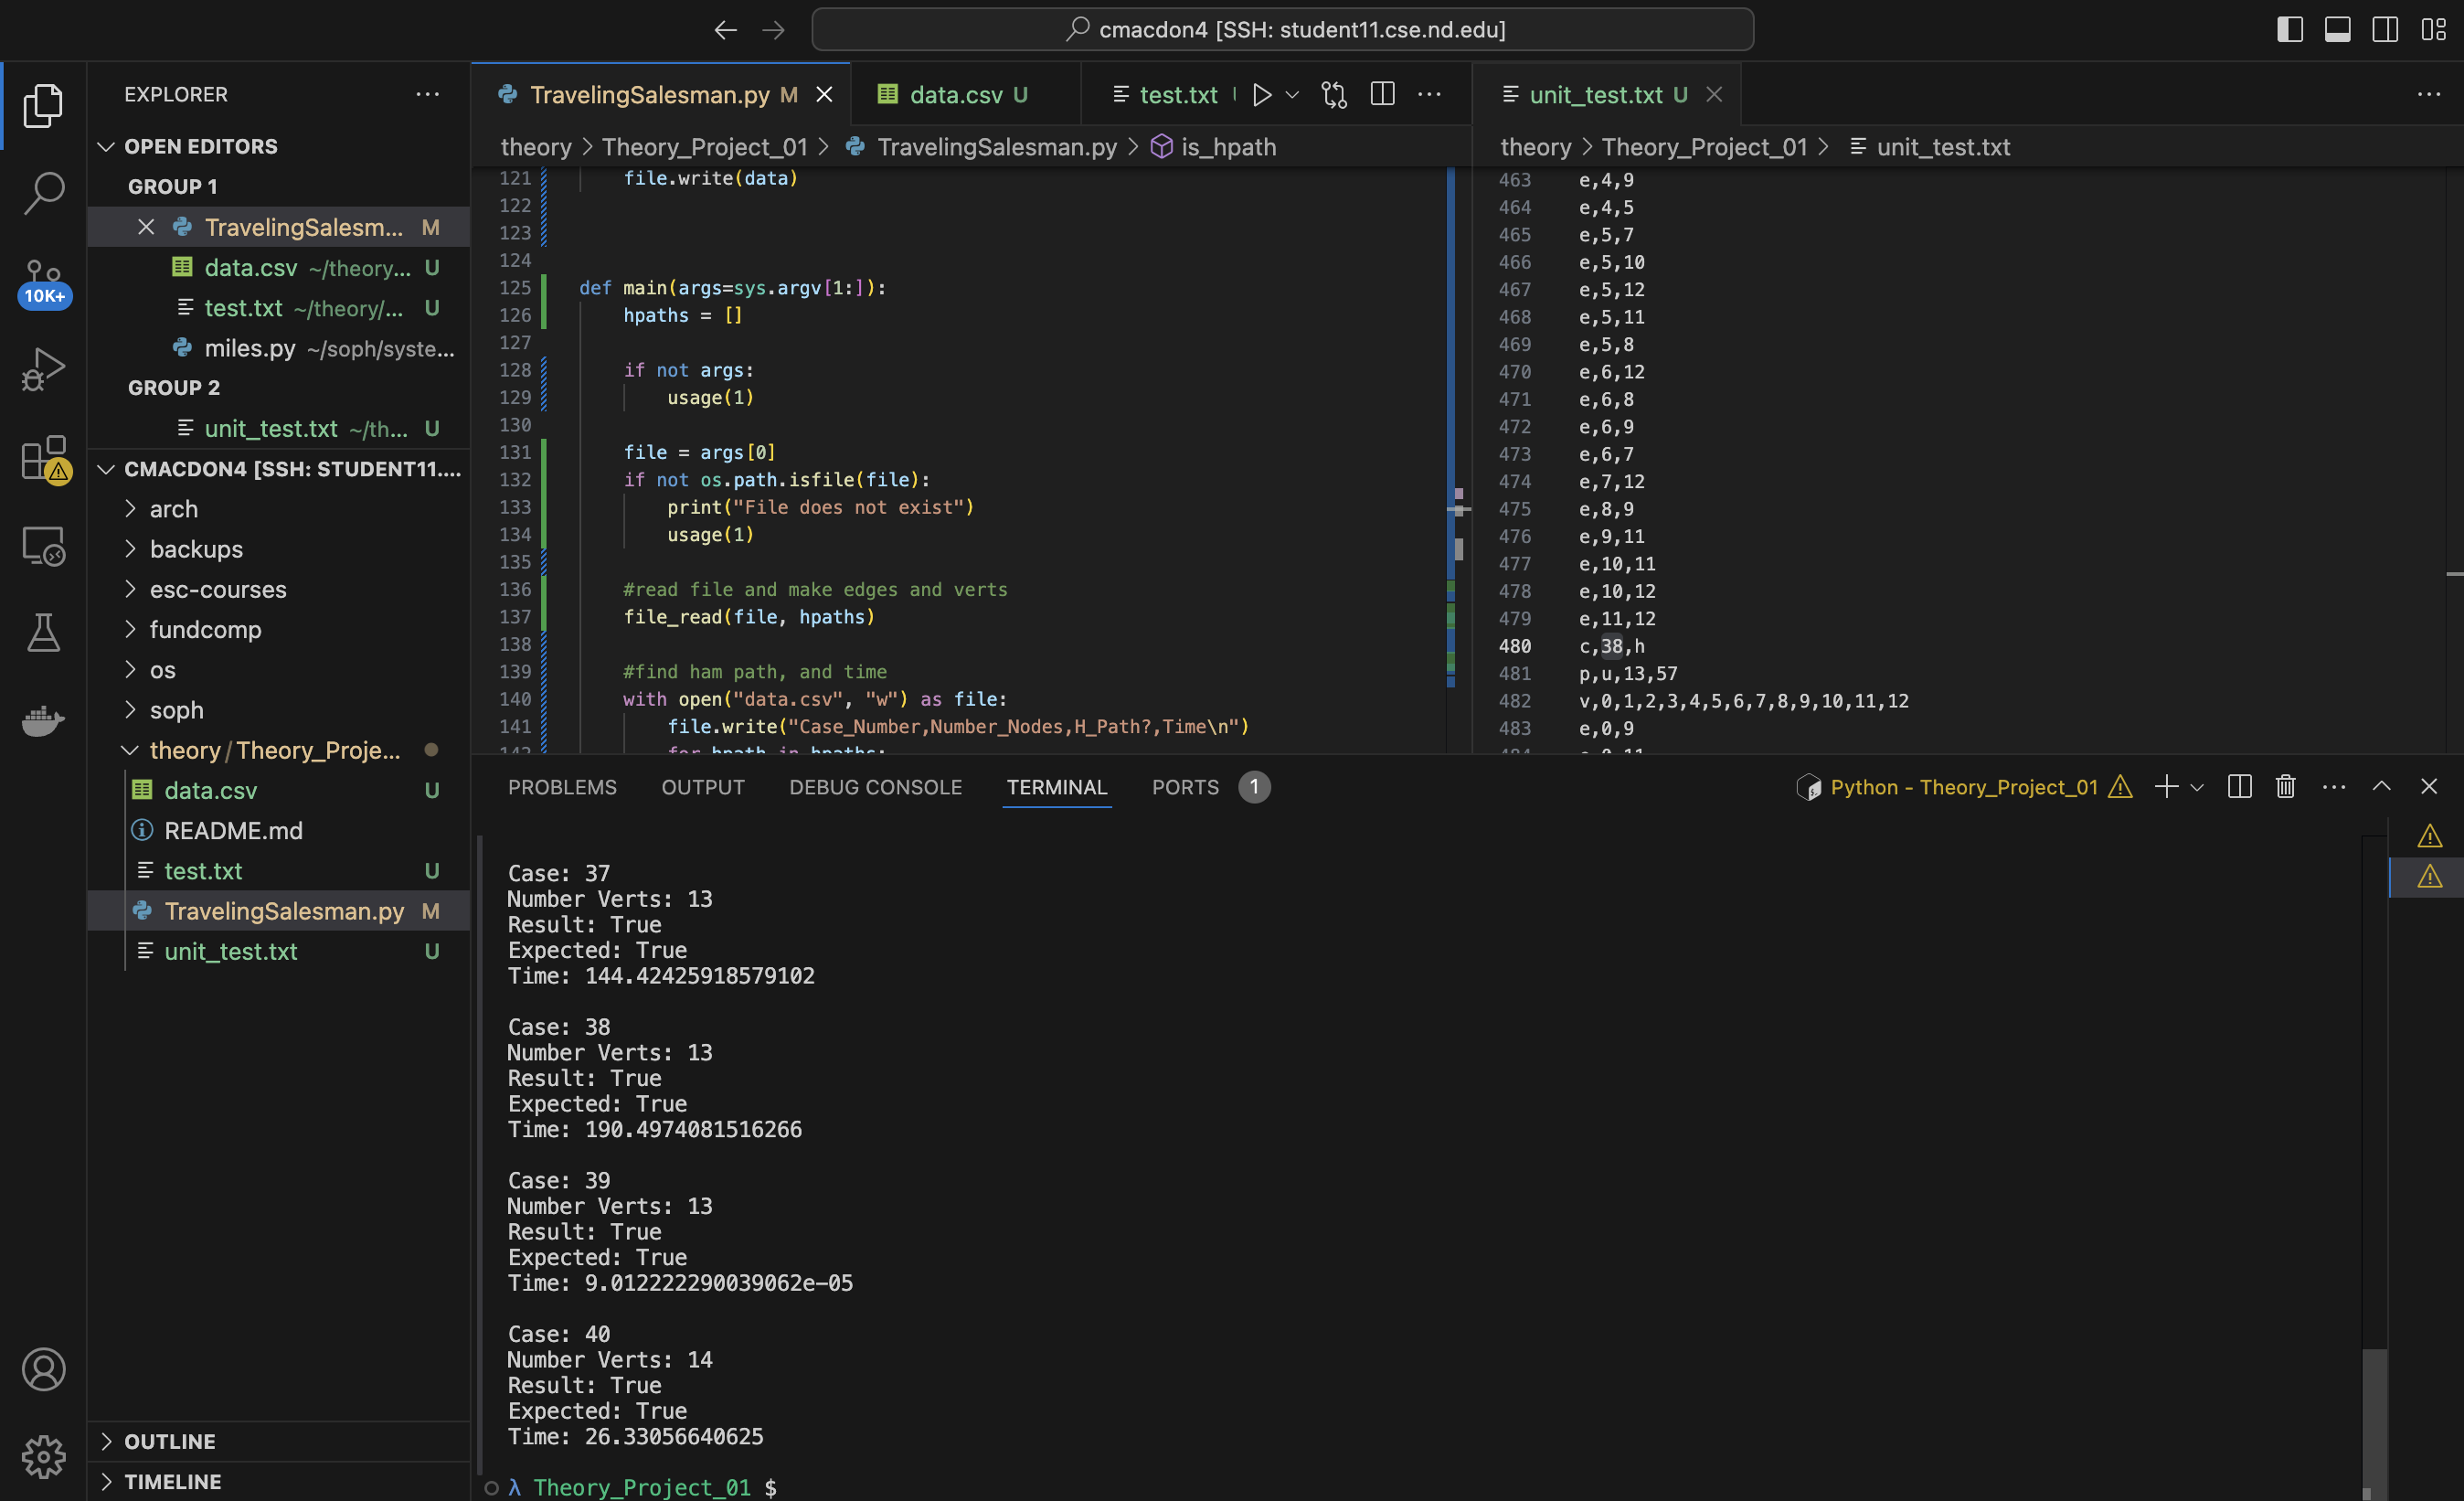 cmacdon4 [SSH: student11.cse.nd.edu]
EXPLORER
OPEN EDITORS
GROUP 1
TravelingSalesm... M
data.csv ~/theory... U
test.txt ~/theory/... U
miles.py ~/soph/syste...
GROUP 2
unit_test.txt ~/th... U
10K+
CMACDON4 [SSH: STUDENT11....
arch
backups
esc-courses
fundcomp
os
soph
theory/Theory_Proje...
data.csv U
README.md
test.txt U
TravelingSalesman.py M
unit_test.txt U
OUTLINE
TIMELINE
TravelingSalesman.py M
data.csv U
test.txt
theory > Theory_Project_01 > TravelingSalesman.py > is_hpath
121 file.write(data)
122
123
124
125 def main(args=sys.argv[1:]):
126 hpaths = []
127
128 if not args:
129 usage(1)
130
131 file = args[0]
132 if not os.path.isfile(file):
133 print("File does not exist")
134 usage(1)
135
136 #read file and make edges and verts
137 file_read(file, hpaths)
138
139 #find ham path, and time
140 with open("data.csv", "w") as file:
141 file.write("Case_Number,Number_Nodes,H_Path?,Time\n")
142 for hpath in hpaths:
unit_test.txt U
theory > Theory_Project_01 > unit_test.txt
463 e,4,9
464 e,4,5
465 e,5,7
466 e,5,10
467 e,5,12
468 e,5,11
469 e,5,8
470 e,6,12
471 e,6,8
472 e,6,9
473 e,6,7
474 e,7,12
475 e,8,9
476 e,9,11
477 e,10,11
478 e,10,12
479 e,11,12
480 c,38,h
481 p,u,13,57
482 v,0,1,2,3,4,5,6,7,8,9,10,11,12
483 e,0,9
484 e,0,11
PROBLEMS OUTPUT DEBUG CONSOLE TERMINAL PORTS 1
Python - Theory_Project_01
Case: 37
Number Verts: 13
Result: True
Expected: True
Time: 144.42425918579102
Case: 38
Number Verts: 13
Result: True
Expected: True
Time: 190.4974081516266
Case: 39
Number Verts: 13
Result: True
Expected: True
Time: 9.012222290039062e-05
Case: 40
Number Verts: 14
Result: True
Expected: True
Time: 26.33056640625
λ Theory_Project_01 $